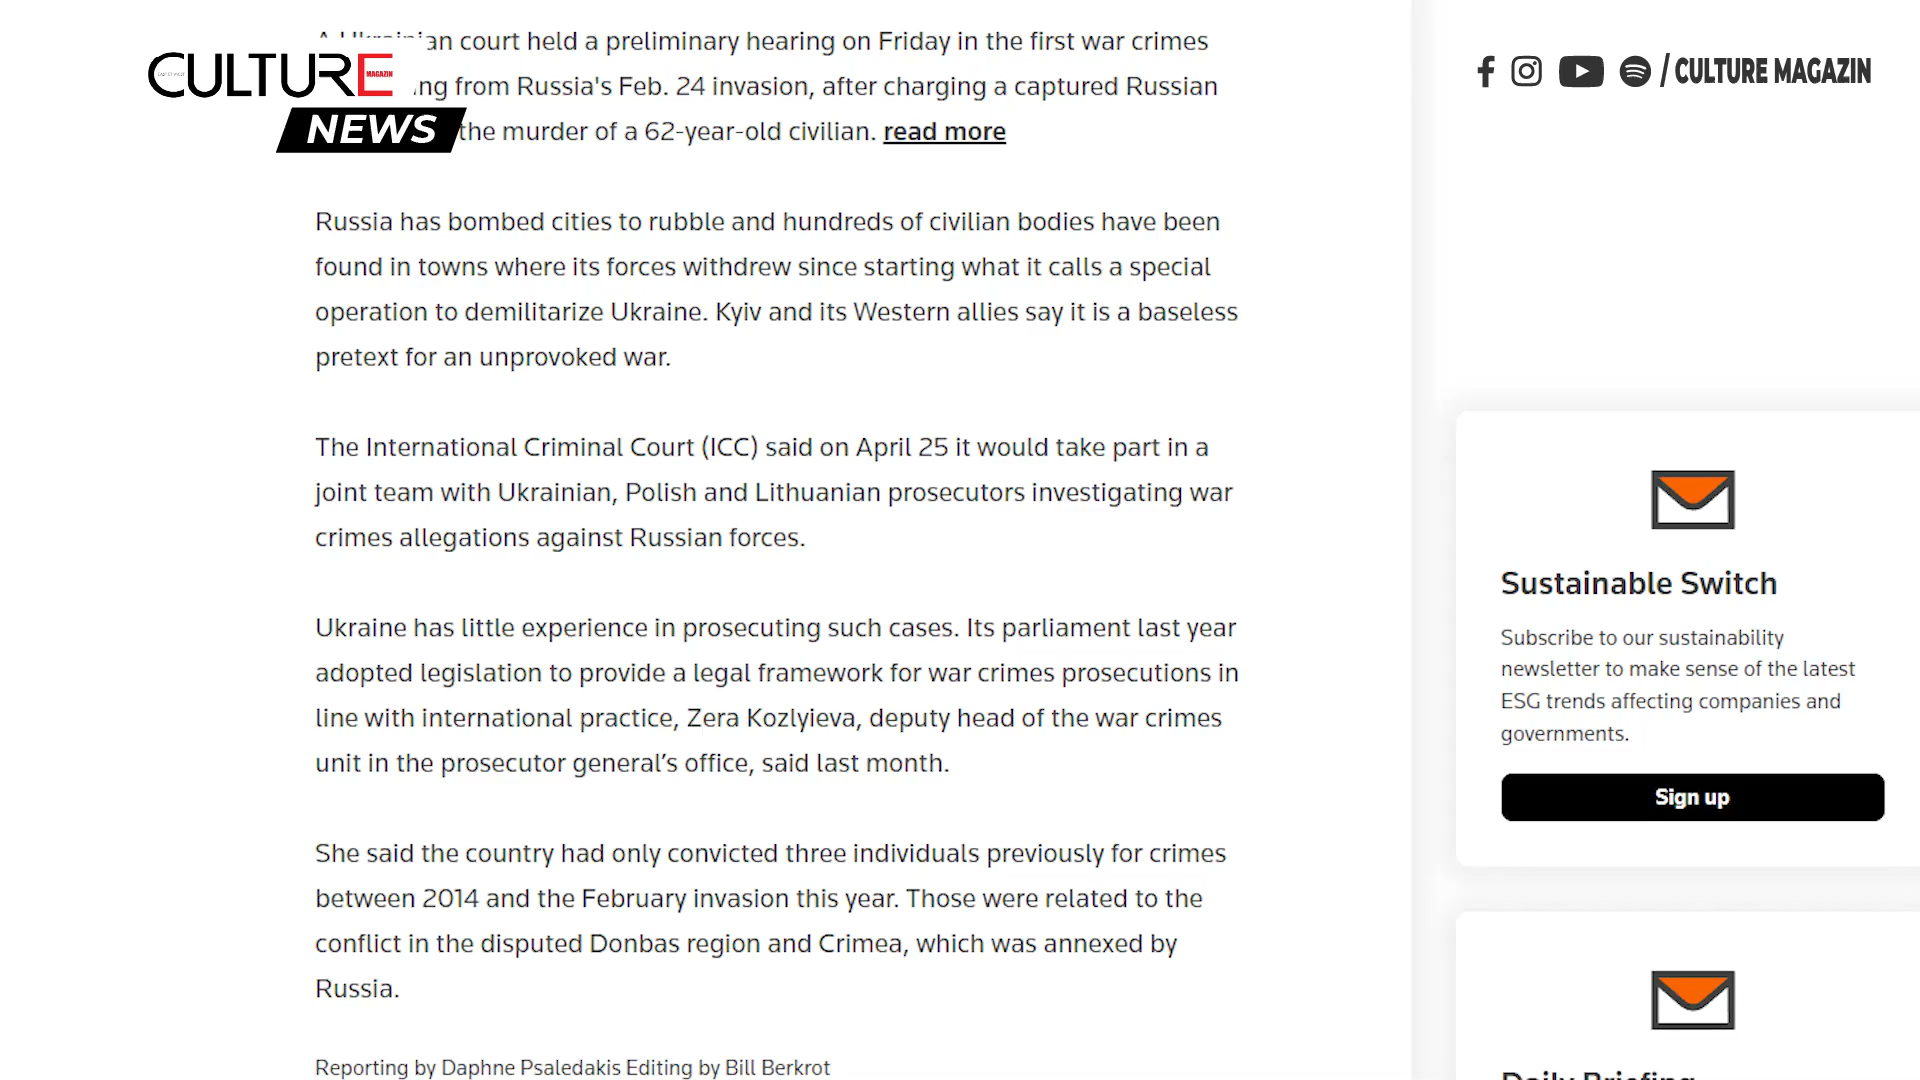 an court held a preliminary hearing on Friday in the first war crimes
ng from Russia's Feb. 24 invasion, after charging a captured Russian
the murder of a 62-year-old civilian. read more
CULTURE
MAGAZIN
NEWS
/ CULTURE MAGAZIN
Russia has bombed cities to rubble and hundreds of civilian bodies have been
found in towns where its forces withdrew since starting what it calls a special
operation to demilitarize Ukraine. Kyiv and its Western allies say it is a baseless
pretext for an unprovoked war.
The International Criminal Court (ICC) said on April 25 it would take part in a
joint team with Ukrainian, Polish and Lithuanian prosecutors investigating war
crimes allegations against Russian forces.
Ukraine has little experience in prosecuting such cases. Its parliament last year
adopted legislation to provide a legal framework for war crimes prosecutions in
line with international practice, Zera Kozlyieva, deputy head of the war crimes
unit in the prosecutor general’s office, said last month.
She said the country had only convicted three individuals previously for crimes
between 2014 and the February invasion this year. Those were related to the
conflict in the disputed Donbas region and Crimea, which was annexed by
Russia.
Reporting by Daphne Psaledakis Editing by Bill Berkrot
Sustainable Switch
Subscribe to our sustainability
newsletter to make sense of the latest
ESG trends affecting companies and
governments.
Sign up
Daily Briefing